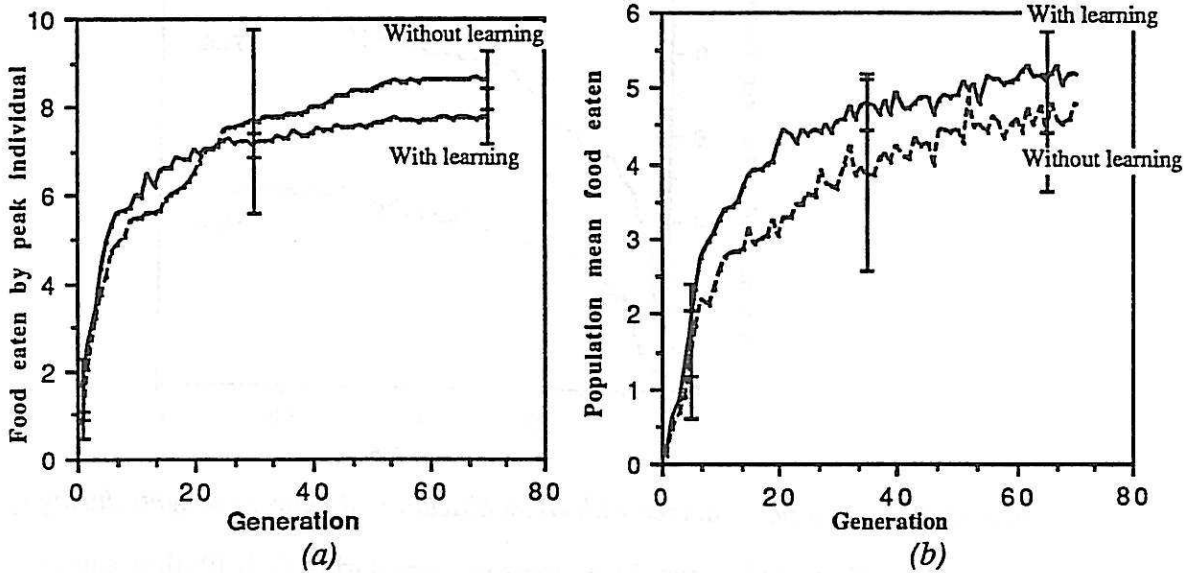 Food eaten by peak individual
10
8
6
4
2
0
Without learning
With learning
0 20 40 60 80
Generation
(a)
Population mean food eaten
6
5
4
3
2
1
0
With learning
Without learning
0 20 40 60 80
Generation
(b)